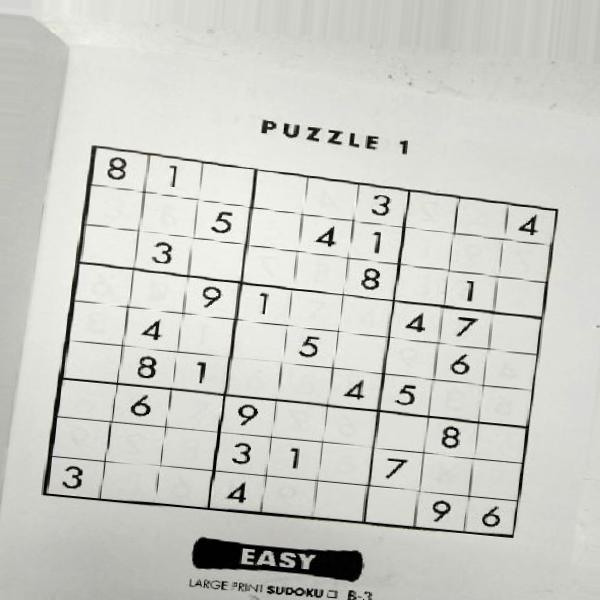 PUZZLE 1
8 1 3 4
5 4 1
3 8 1
9 1 4 7
4 5 6
8 1 4 5
6 9 8
3 1 7
3 4 9 6
EASY
LARGE PRINT SUDOKU □ B-3